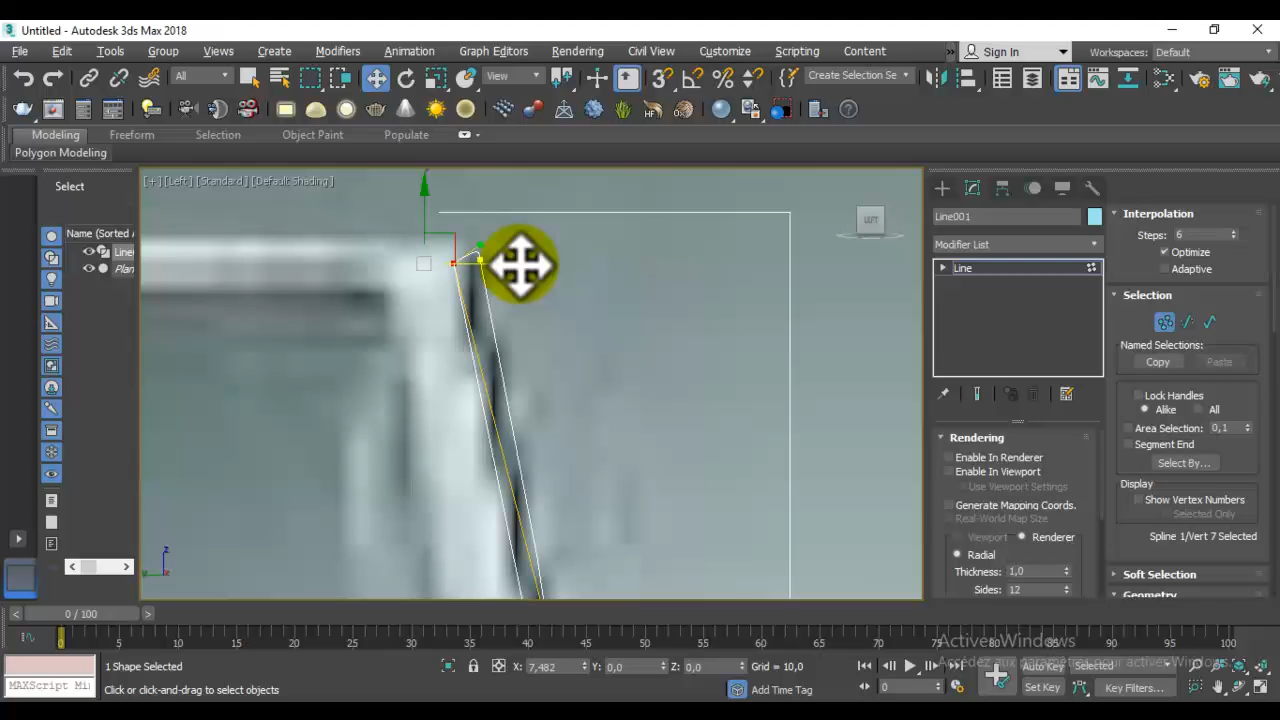 Untitled - Autodesk 3ds Max 2018
File Edit Tools Group Views Create Modifiers Animation Graph Editors Rendering Civil View Customize Scripting Content » Sign In Workspaces: Default
All View Create Selection Se
Modeling Freeform Selection Object Paint Populate
Polygon Modeling
Select
Name (Sorted A
Line
Plan
[+] [Left] [Standard] [Default Shading]
LEFT
Line001
Modifier List
Line
Rendering
Enable In Renderer
Enable In Viewport
Use Viewport Settings
Generate Mapping Coords.
Real-World Map Size
Viewport Renderer
Radial
Thickness: 1,0
Sides: 12
Interpolation
Steps: 6
Optimize
Adaptive
Selection
Named Selections:
Copy Paste
Lock Handles
Alike All
Area Selection: 0,1
Segment End
Select By...
Display
Show Vertex Numbers
Selected Only
Spline 1/Vert 7 Selected
Soft Selection
Geometry
0 / 100
0 5 10 15 20 25 30 35 40 45 50 55 60 65 70 75 80 85 90 95 100
Activer Windows
Accédez aux paramètres pour activer Windows.
1 Shape Selected
Click or click-and-drag to select objects
MAXScript Mi
X: 7,482 Y: 0,0 Z: 0,0 Grid = 10,0
Add Time Tag
0
Auto Key Selected
Set Key Key Filters...